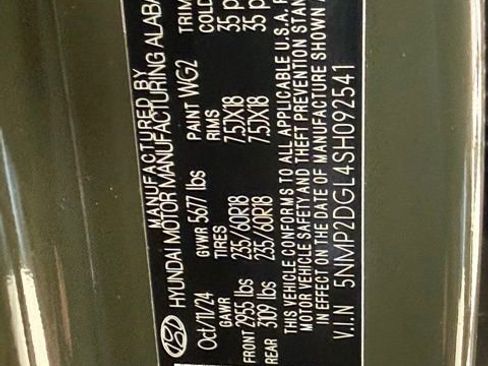 MANUFACTURED BY
HYUNDAI MOTOR MANUFACTURING ALABA
Oct/11/24 GVWR 5677 lbs PAINT WG2 TRIM
GAWR TIRES RIMS COLD
FRONT 2955 lbs 235/60R18 7.5JX18 35 p
REAR 3109 lbs 235/60R18 7.5JX18 35 p
THIS VEHICLE CONFORMS TO ALL APPLICABLE U.S.A.
MOTOR VEHICLE SAFETY AND THEFT PREVENTION STAN
IN EFFECT ON THE DATE OF MANUFACTURE SHOWN
V.I.N 5NMP2DGL4SH092541